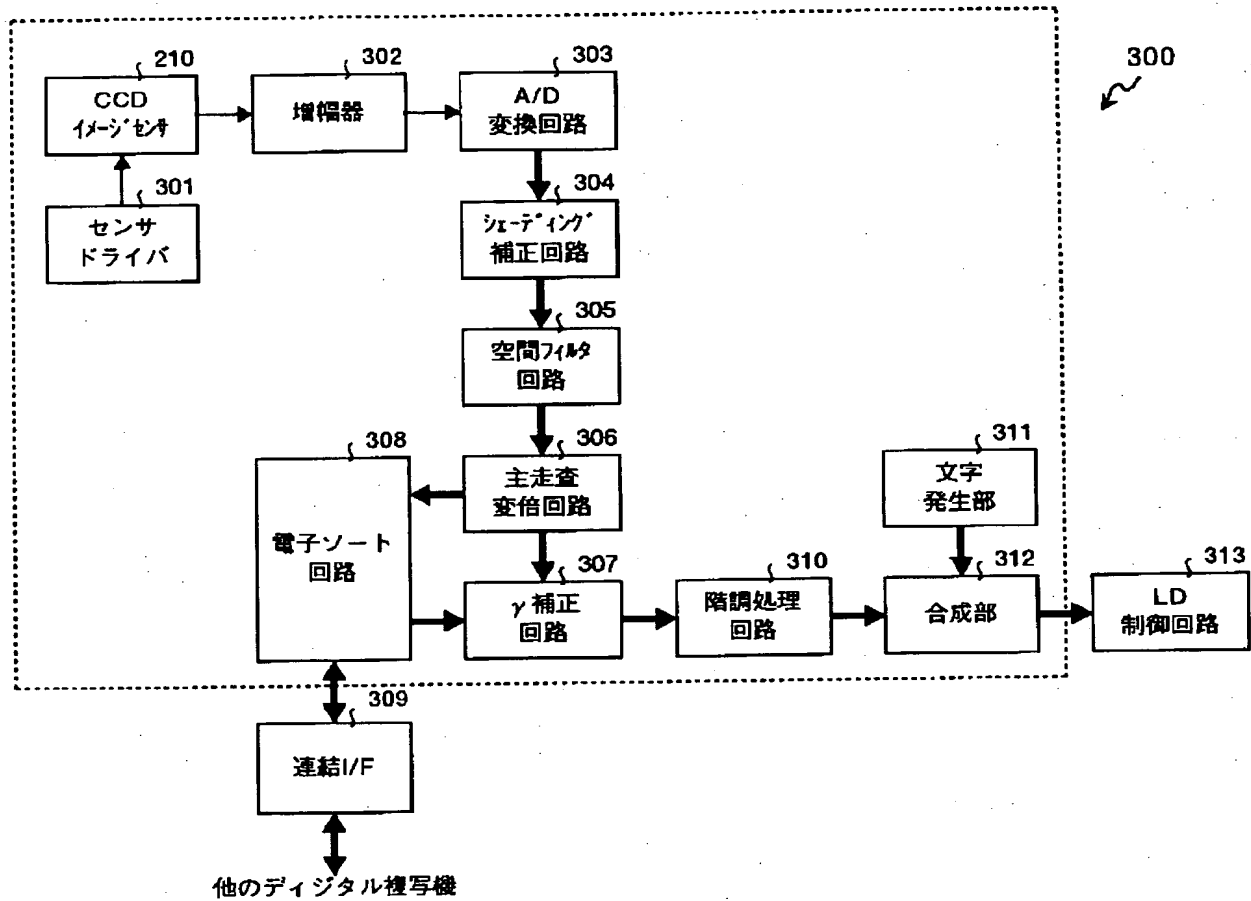 300
210
CCD
イメージセンサ
302
増幅器
303
A/D
変換回路
301
センサ
ドライバ
304
シェーディング
補正回路
305
空間フィルタ
回路
306
主走査
変倍回路
308
電子ソート
回路
307
γ補正
回路
310
階調処理
回路
311
文字
発生部
312
合成部
313
LD
制御回路
309
連結I/F
他のディジタル複写機